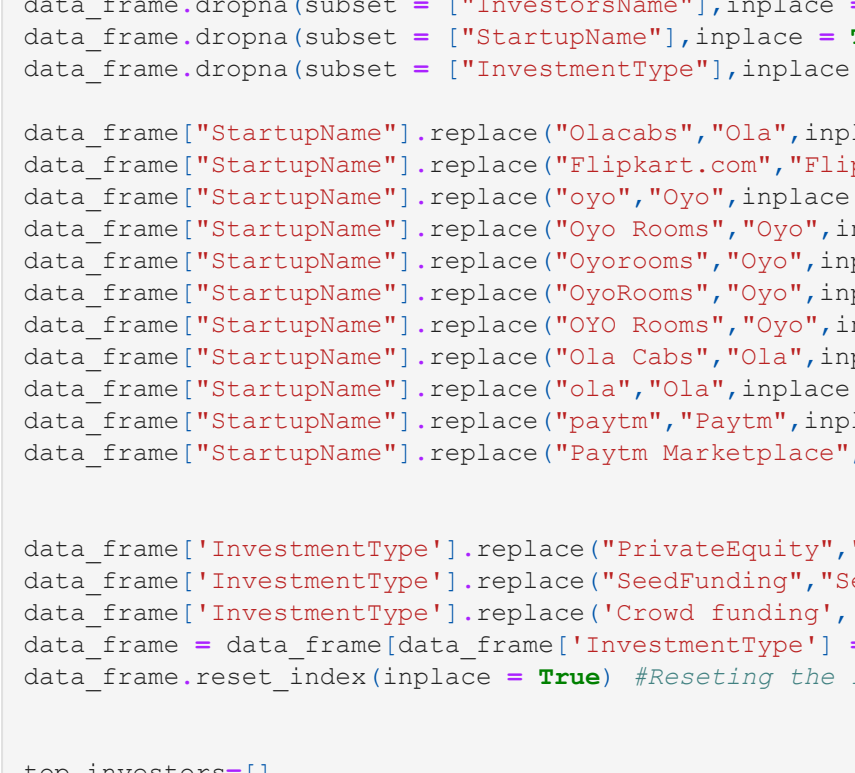 data_frame.dropna(subset = ["InvestorsName"],inplace =
data_frame.dropna(subset = ["StartupName"],inplace =
data_frame.dropna(subset = ["InvestmentType"],inplace
data_frame["StartupName"].replace("Olacabs","Ola",inpl
data_frame["StartupName"].replace("Flipkart.com","Flip
data_frame["StartupName"].replace("oyo","Oyo",inplace
data_frame["StartupName"].replace("Oyo Rooms","Oyo",in
data_frame["StartupName"].replace("Oyorooms","Oyo",inp
data_frame["StartupName"].replace("OyoRooms","Oyo",inp
data_frame["StartupName"].replace("OYO Rooms","Oyo",in
data_frame["StartupName"].replace("Ola Cabs","Ola",inp
data_frame["StartupName"].replace("ola","Ola",inplace
data_frame["StartupName"].replace("paytm","Paytm",inpl
data_frame["StartupName"].replace("Paytm Marketplace",
data_frame['InvestmentType'].replace("PrivateEquity","
data_frame['InvestmentType'].replace("SeedFunding","Se
data_frame['InvestmentType'].replace('Crowd funding',
data_frame = data_frame[data_frame['InvestmentType'] =
data_frame.reset_index(inplace = True) #Reseting the
top_investors=[]